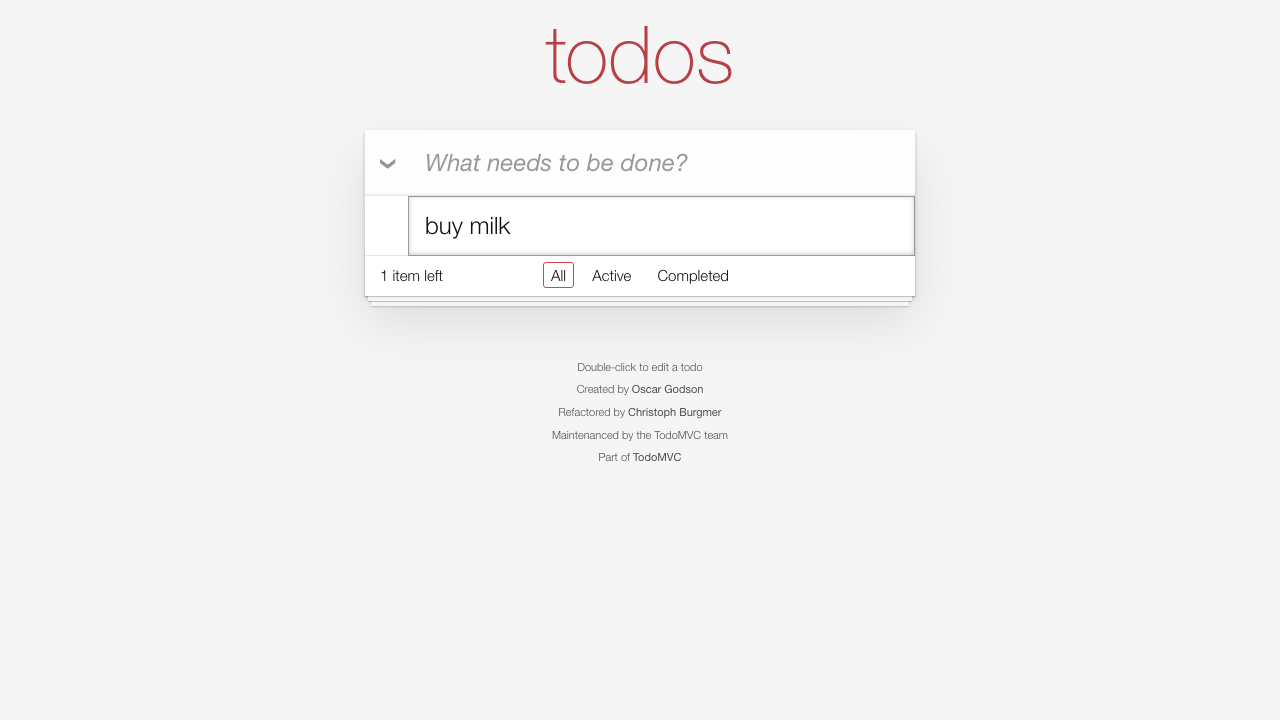 todos
What needs to be done?
buy milk
1 item left All Active Completed
Double-click to edit a todo
Created by Oscar Godson
Refactored by Christoph Burgmer
Maintenanced by the TodoMVC team
Part of TodoMVC